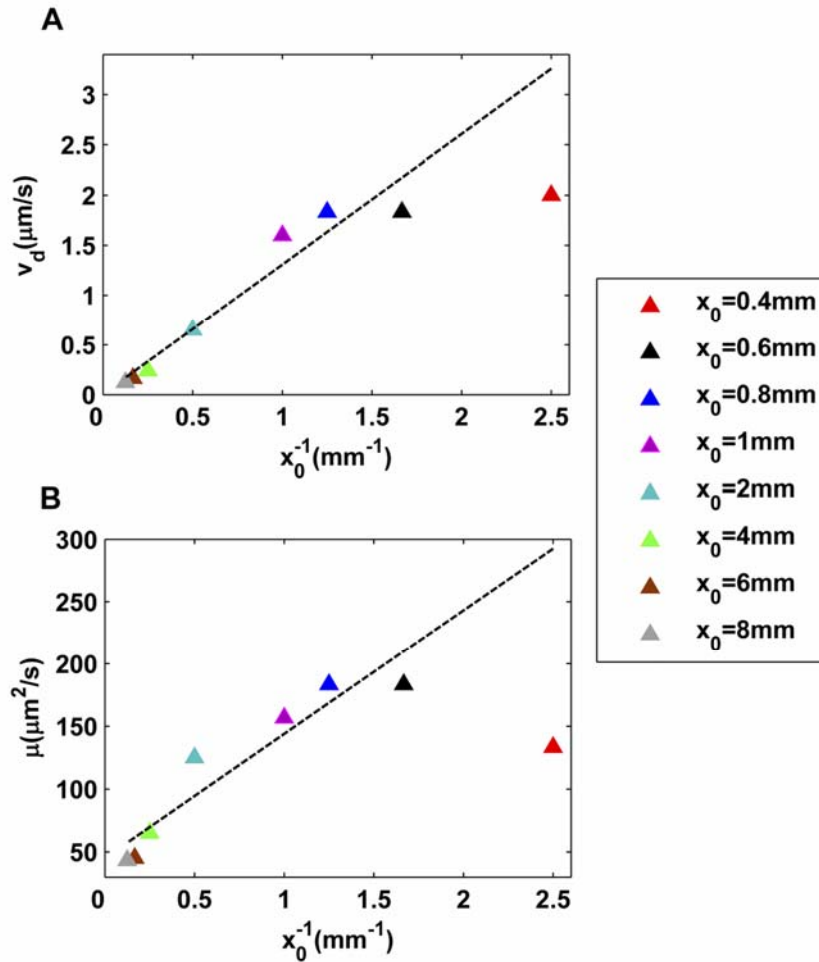 A
3
2.5
2
1.5
1
0.5
0
v_d(μm/s)
0 0.5 1 1.5 2 2.5
x_0^-1(mm^-1)
B
300
250
200
150
100
50
μ(μm^2/s)
0 0.5 1 1.5 2 2.5
x_0^-1(mm^-1)
x_0=0.4mm
x_0=0.6mm
x_0=0.8mm
x_0=1mm
x_0=2mm
x_0=4mm
x_0=6mm
x_0=8mm